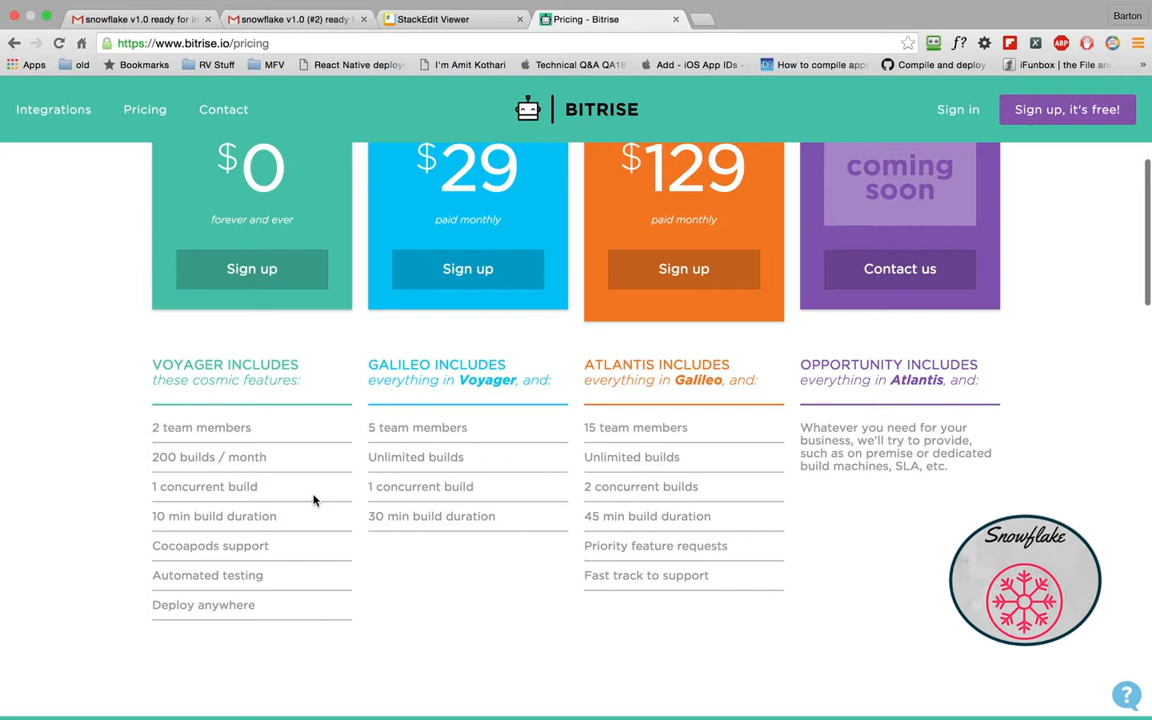 snowflake v1.0 ready for in
snowflake v1.0 (#2) ready
StackEdit Viewer
Pricing - Bitrise
Barton
https://www.bitrise.io/pricing
Apps
old
Bookmarks
RV Stuff
MFV
React Native deploy
I'm Amit Kothari
Technical Q&A QA18
Add - iOS App IDs -
How to compile app
Compile and deploy
iFunbox | the File an
»
f?
ABP
Integrations
Pricing
Contact
BITRISE
Sign in
Sign up, it's free!
$0
$29
$129
coming
soon
forever and ever
paid monthly
paid monthly
Sign up
Sign up
Sign up
Contact us
VOYAGER INCLUDES
these cosmic features:
2 team members
200 builds / month
1 concurrent build
10 min build duration
Cocoapods support
Automated testing
Deploy anywhere
GALILEO INCLUDES
everything in Voyager, and:
5 team members
Unlimited builds
1 concurrent build
30 min build duration
ATLANTIS INCLUDES
everything in Galileo, and:
15 team members
Unlimited builds
2 concurrent builds
45 min build duration
Priority feature requests
Fast track to support
OPPORTUNITY INCLUDES
everything in Atlantis, and:
Whatever you need for your
business, we'll try to provide,
such as on premise or dedicated
build machines, SLA, etc.
Snowflake
?